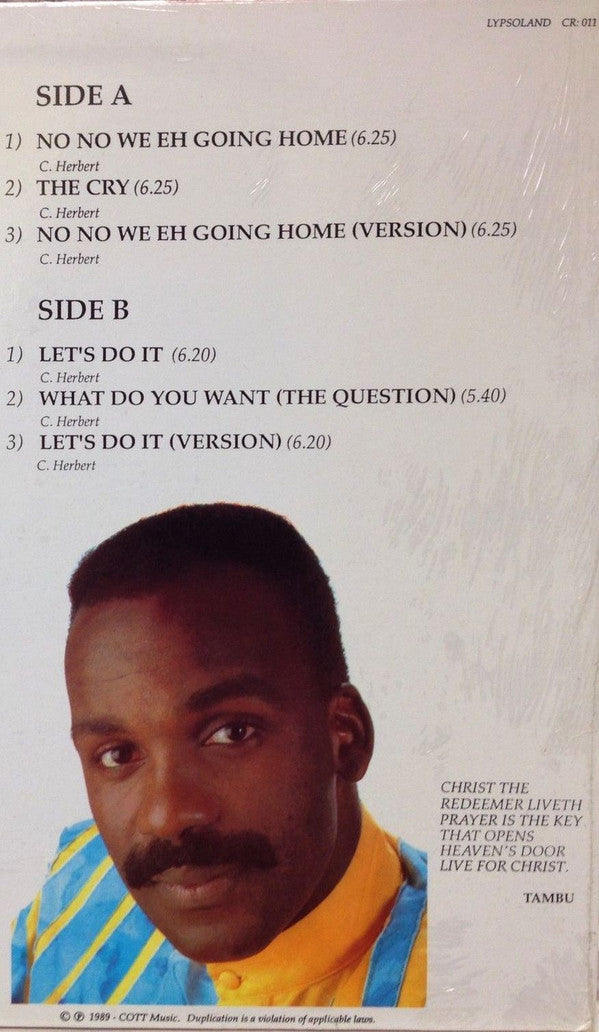 LYPSOLAND CR: 011
SIDE A
1) NO NO WE EH GOING HOME (6.25)
C. Herbert
2) THE CRY (6.25)
C. Herbert
3) NO NO WE EH GOING HOME (VERSION) (6.25)
C. Herbert
SIDE B
1) LET'S DO IT (6.20)
C. Herbert
2) WHAT DO YOU WANT (THE QUESTION) (5.40)
C. Herbert
3) LET'S DO IT (VERSION) (6.20)
C. Herbert
CHRIST THE
REDEEMER LIVETH
PRAYER IS THE KEY
THAT OPENS
HEAVEN'S DOOR
LIVE FOR CHRIST.
TAMBU
© ℗ 1989 - COTT Music. Duplication is a violation of applicable laws.